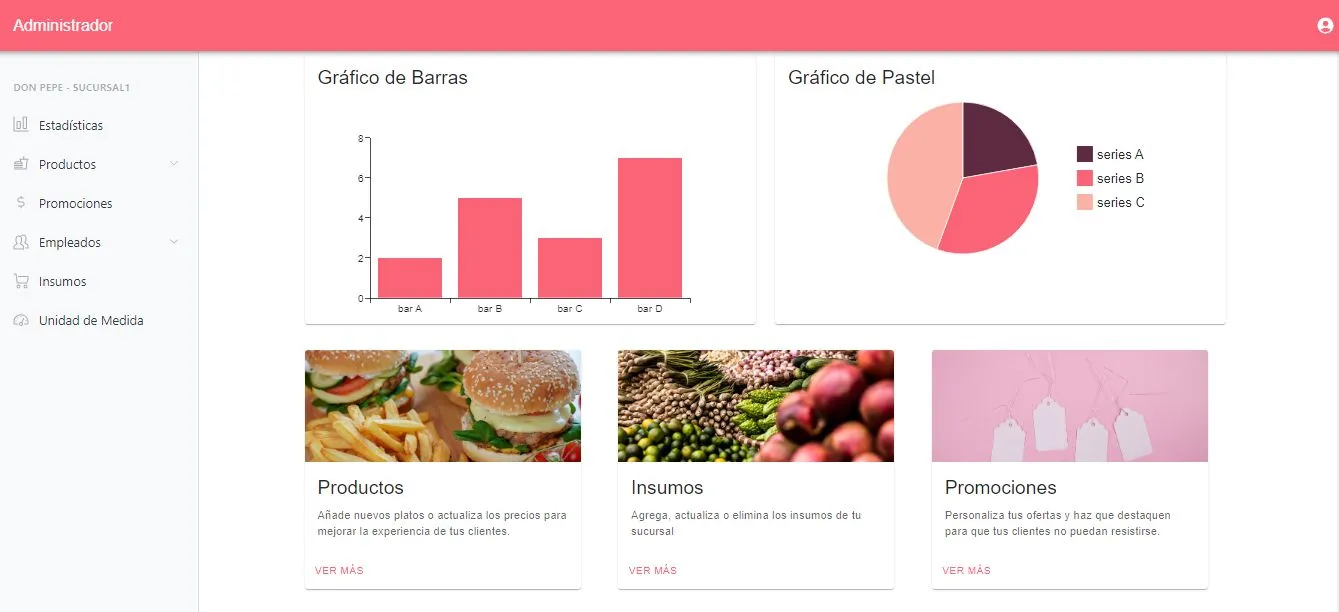 Administrador
DON PEPE - SUCURSAL1
Estadísticas
Productos
Promociones
Empleados
Insumos
Unidad de Medida
Gráfico de Barras
8
6
4
2
0
bar A
bar B
bar C
bar D
Gráfico de Pastel
series A
series B
series C
Productos
Añade nuevos platos o actualiza los precios para
mejorar la experiencia de tus clientes.
VER MÁS
Insumos
Agrega, actualiza o elimina los insumos de tu
sucursal
VER MÁS
Promociones
Personaliza tus ofertas y haz que destaquen
para que tus clientes no puedan resistirse.
VER MÁS